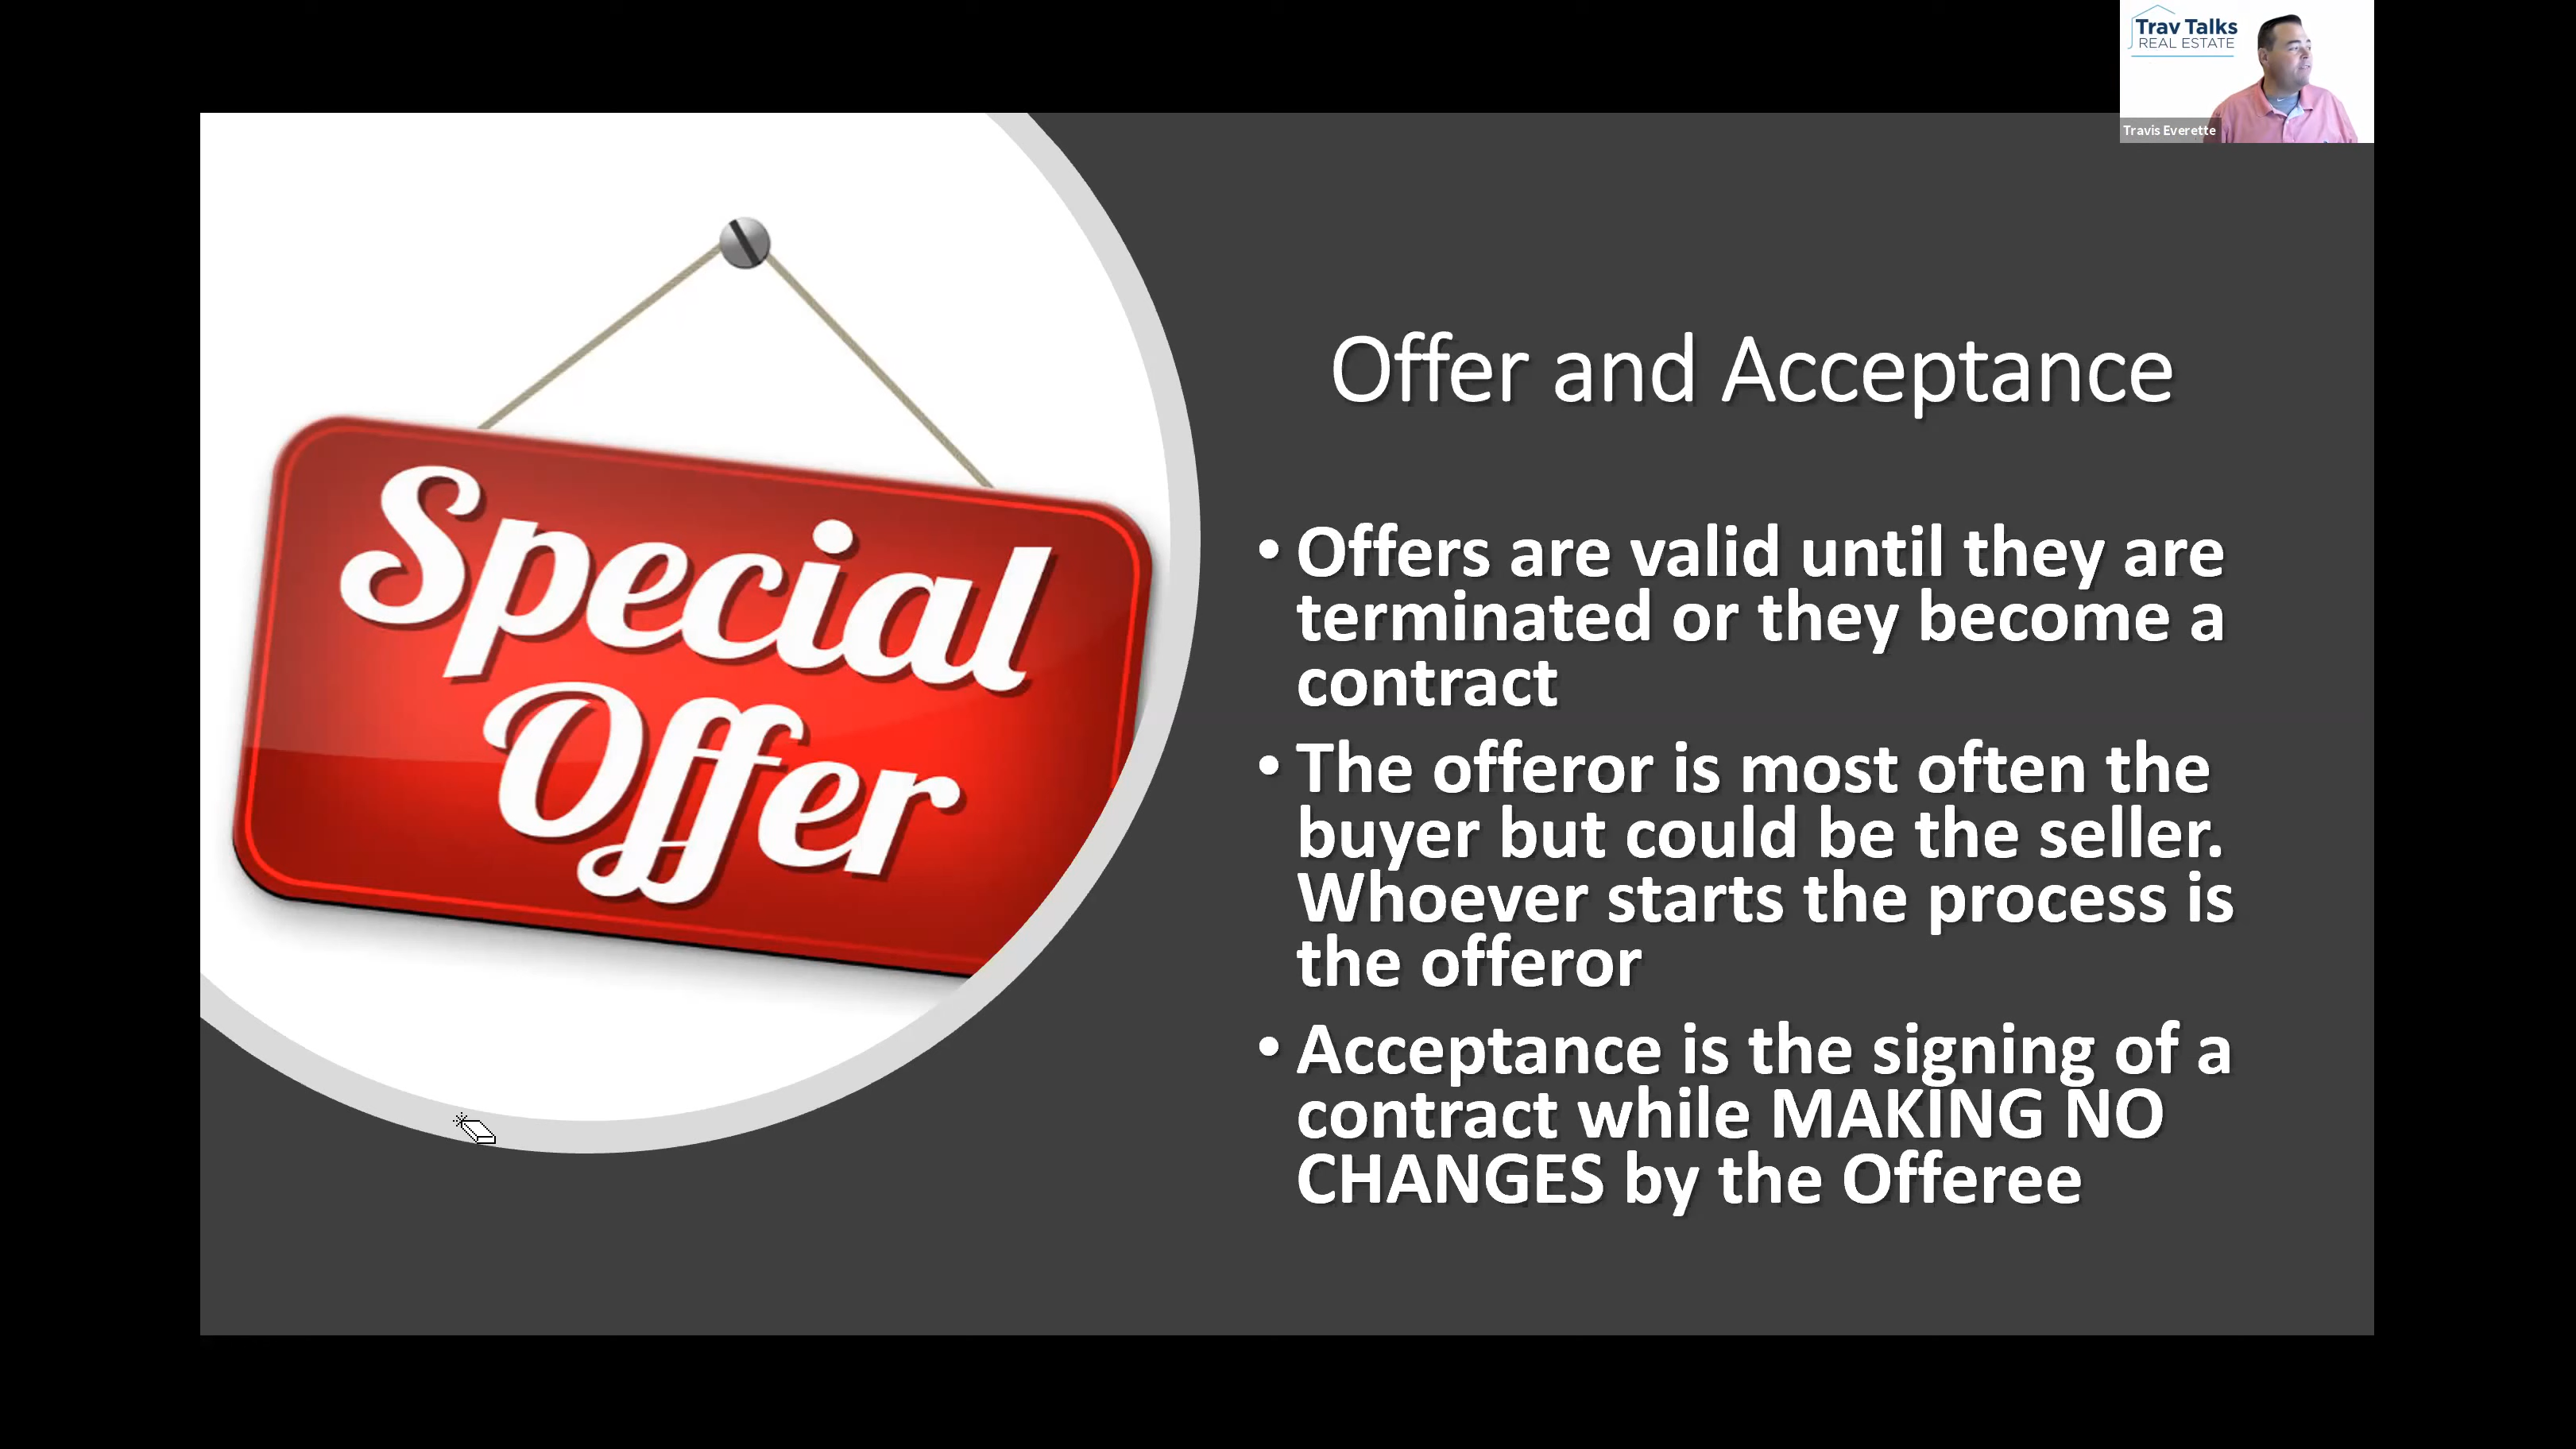 Trav Talks
REAL ESTATE
Travis Everette
Special
Offer
Offer and Acceptance
• Offers are valid until they are
terminated or they become a
contract
• The offeror is most often the
buyer but could be the seller.
Whoever starts the process is
the offeror
• Acceptance is the signing of a
contract while MAKING NO
CHANGES by the Offeree